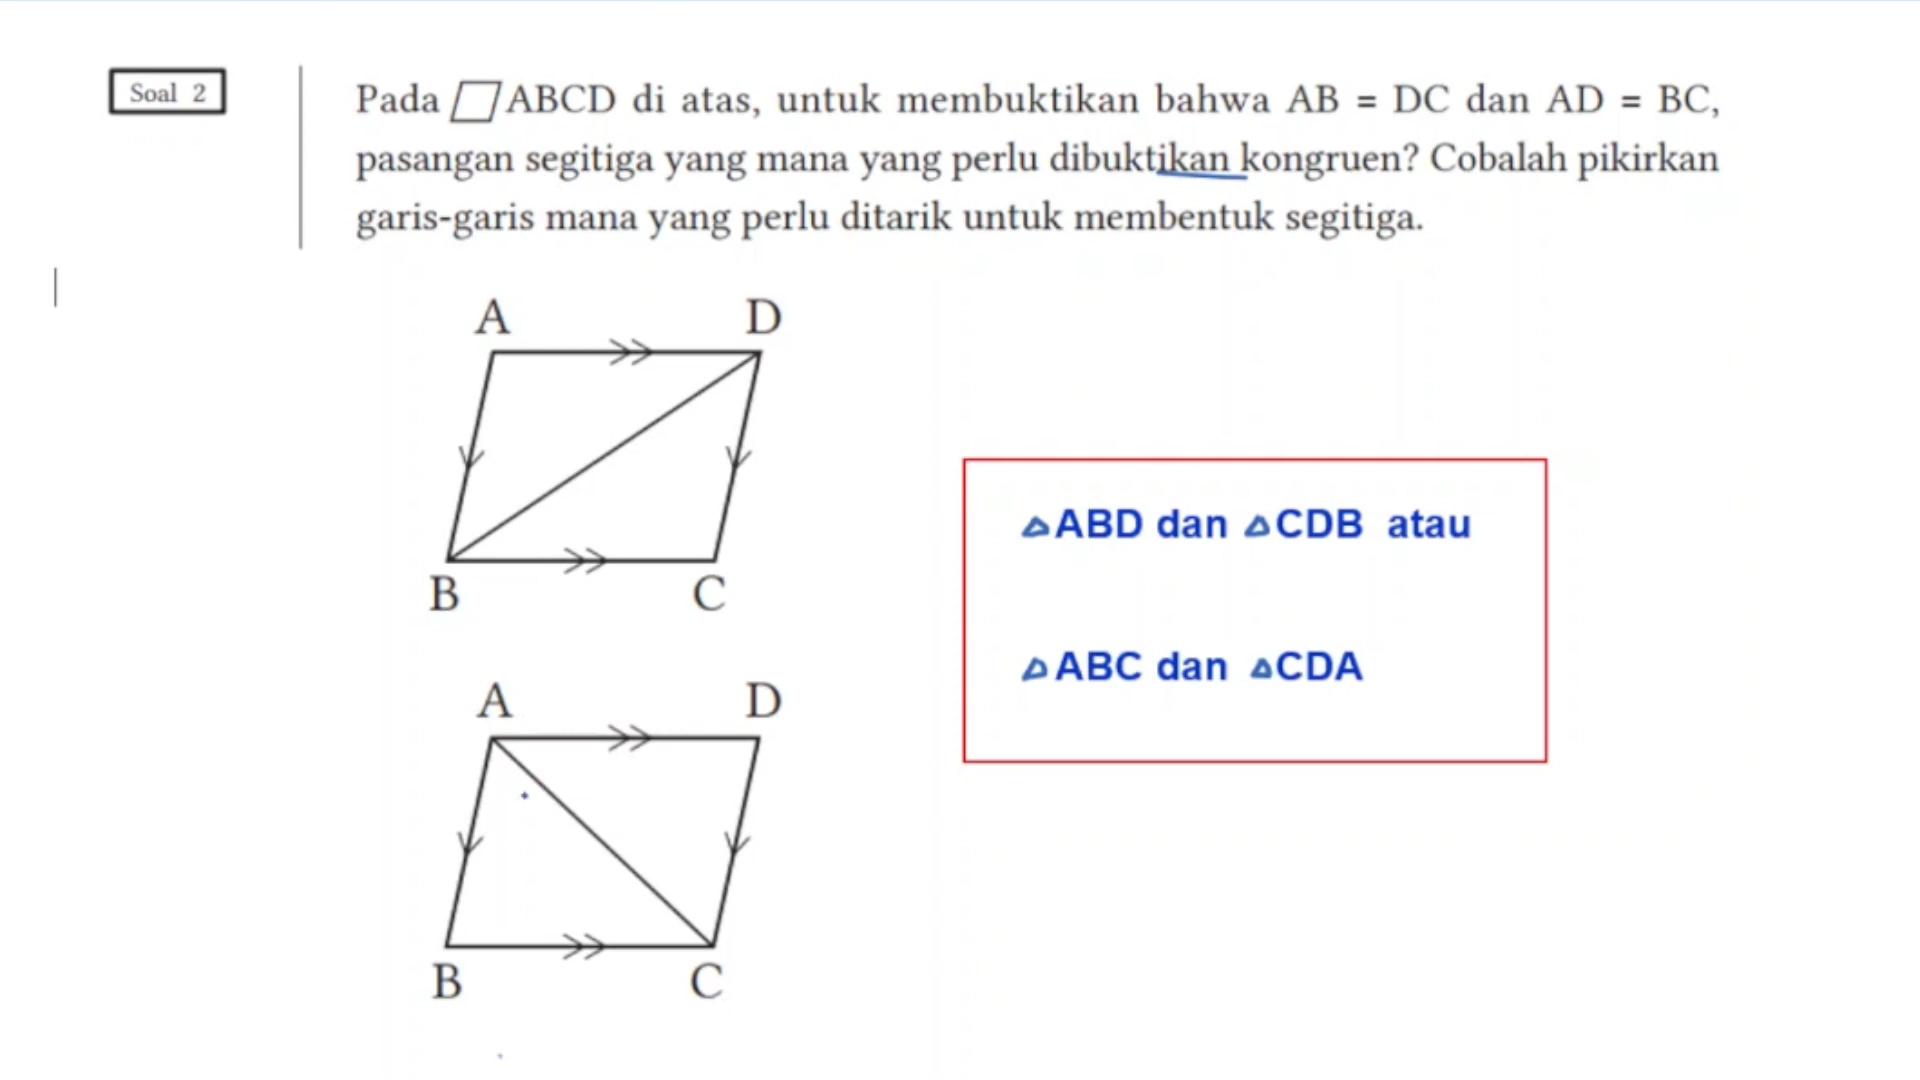 Soal 2
Pada ▱ABCD di atas, untuk membuktikan bahwa AB = DC dan AD = BC,
pasangan segitiga yang mana yang perlu dibuktikan kongruen? Cobalah pikirkan
garis-garis mana yang perlu ditarik untuk membentuk segitiga.
A D
B C
△ABD dan △CDB atau
△ABC dan △CDA
A D
B C